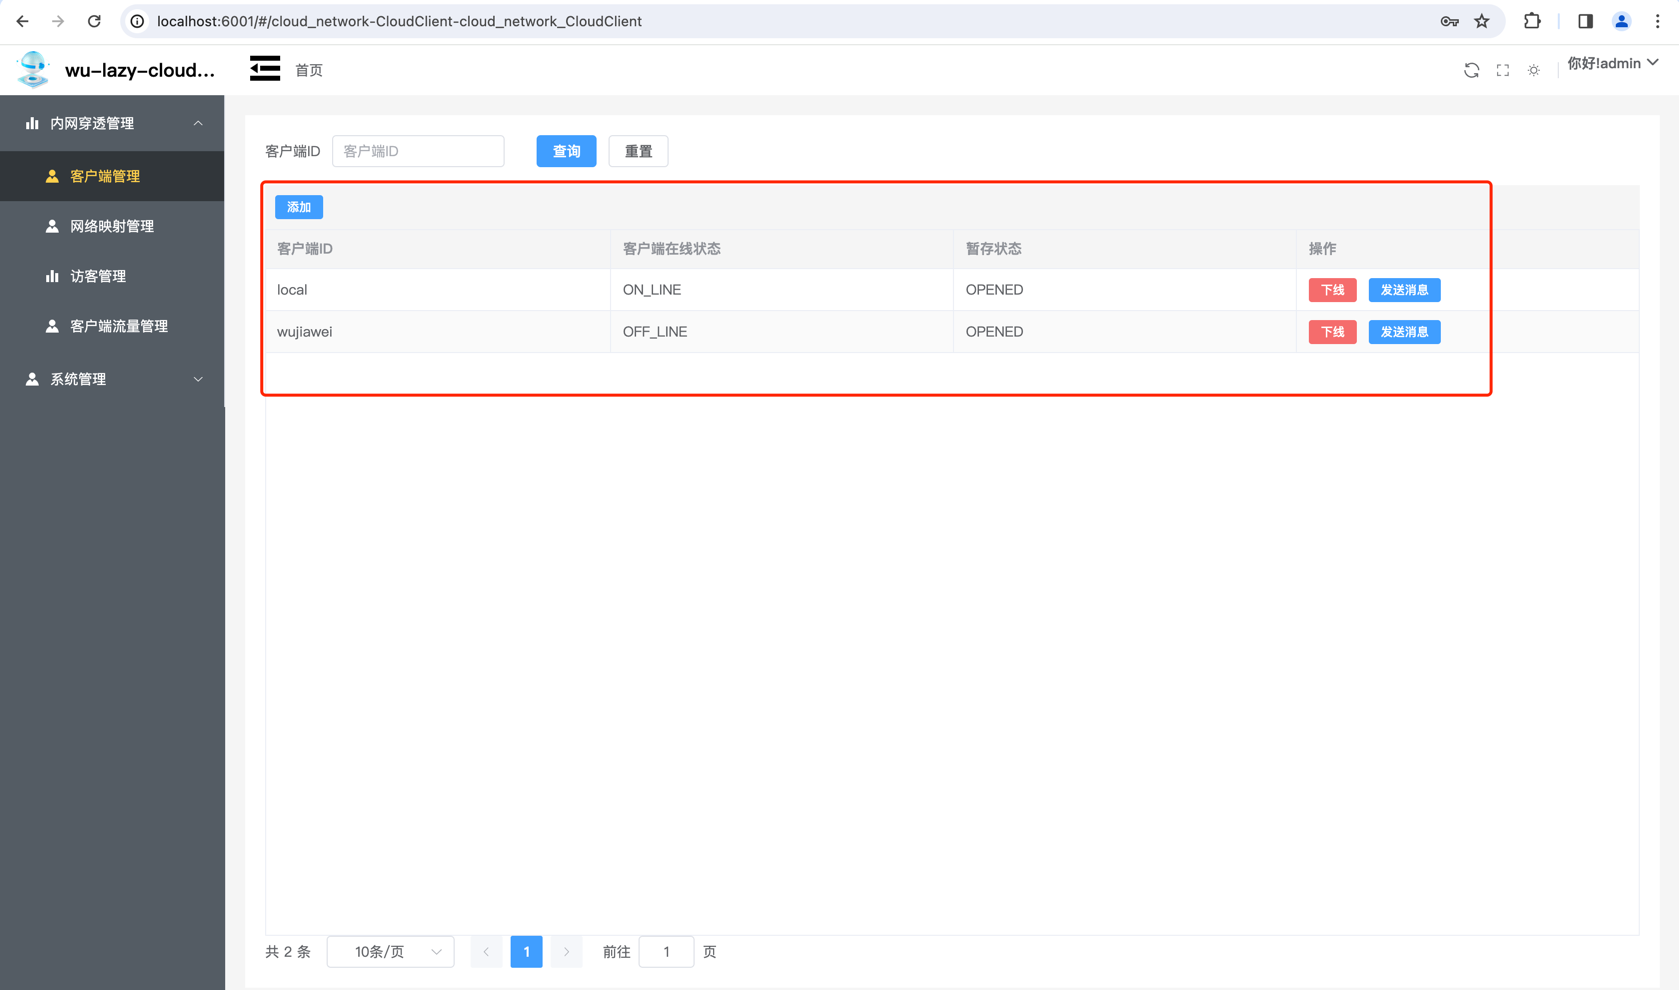 localhost:6001/#/cloud_network-CloudClient-cloud_network_CloudClient
wu-lazy-cloud...
首页
你好!admin
内网穿透管理
客户端管理
网络映射管理
访客管理
客户端流量管理
系统管理
客户端ID 客户端ID 查询 重置
添加
客户端ID 客户端在线状态 暂存状态 操作
local ON_LINE OPENED 下线 发送消息
wujiawei OFF_LINE OPENED 下线 发送消息
共 2 条 10条/页 1 前往 1 页